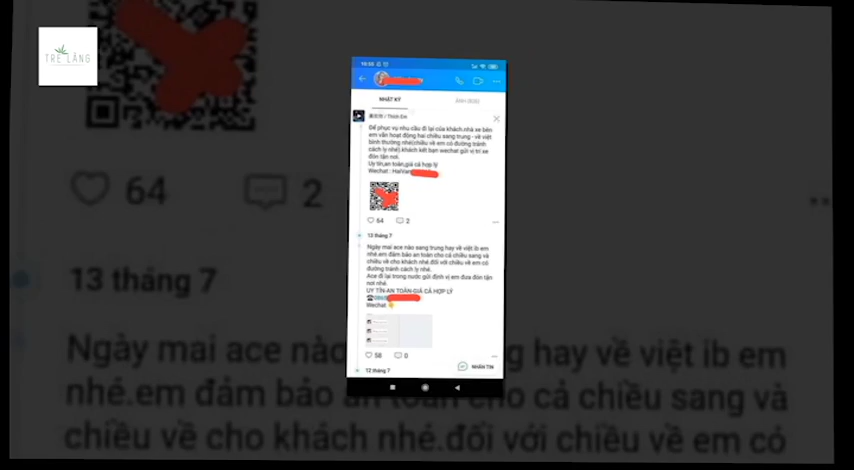 TRE LÀNG
64
2
13 tháng 7
Ngày mai ace nào
ng hay về việt ib em
nhé.em đảm bảo an toàn cho cả chiều sang và
chiều về cho khách nhé.đối với chiều về em có
NHẬT KÝ
Thích Em
Để phục vụ nhu cầu đi lại của khách.nhà xe bên
em vẫn hoạt động hai chiều sang trung - về việt
bình thường nhé(chiều về em có đường tránh
cách ly nhé).khách kết bạn wechat gửi vị trí xe
đón tận nơi.
Uy tín,an toàn,giá cả hợp lý
Wechat : HaiVan
64
2
13 tháng 7
Ngày mai ace nào sang trung hay về việt ib em
nhé.em đảm bảo an toàn cho cả chiều sang và
chiều về cho khách nhé.đối với chiều về em có
đường tránh cách ly nhé.
Ace đi lại trong nước gửi định vị em đưa đón tận
nơi nhé.
UY TÍN-AN TOÀN-GIÁ CẢ HỢP LÝ
Wechat
58
0
NHẮN TIN
12 tháng 7